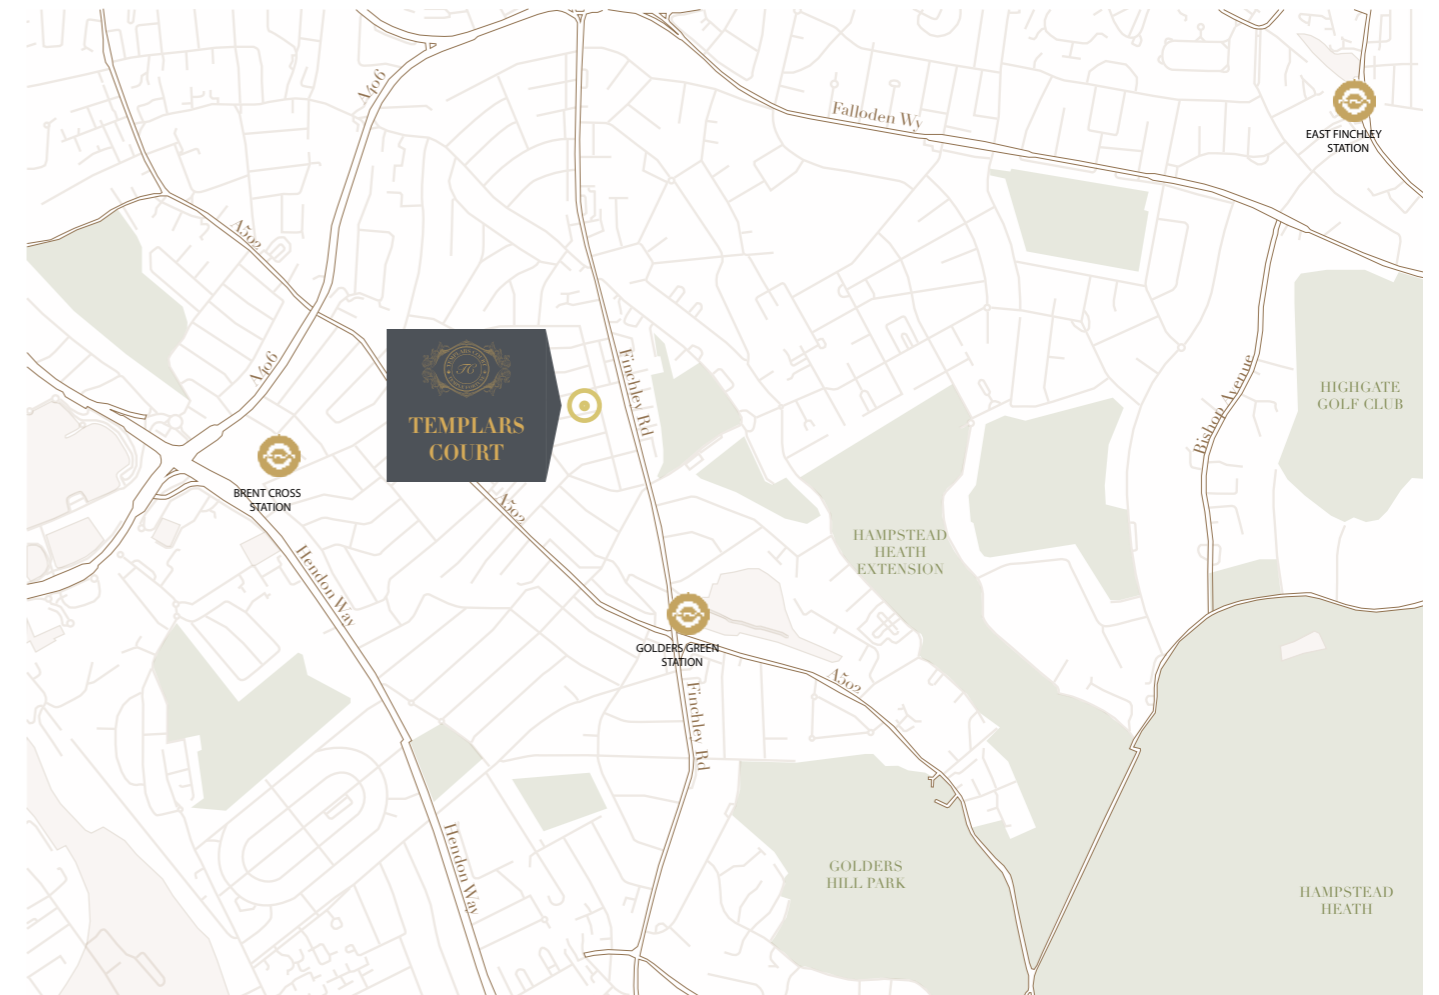 A406
Falloden Wy
EAST FINCHLEY
STATION
A502
Finchley Rd
A406
TC
TEMPLARS
COURT
Bishop Avenue
HIGHGATE
GOLF CLUB
BRENT CROSS
STATION
A502
HAMPSTEAD
HEATH
EXTENSION
Hendon Way
GOLDERS GREEN
STATION
A502
Finchley Rd
Hendon Way
GOLDERS
HILL PARK
HAMPSTEAD
HEATH